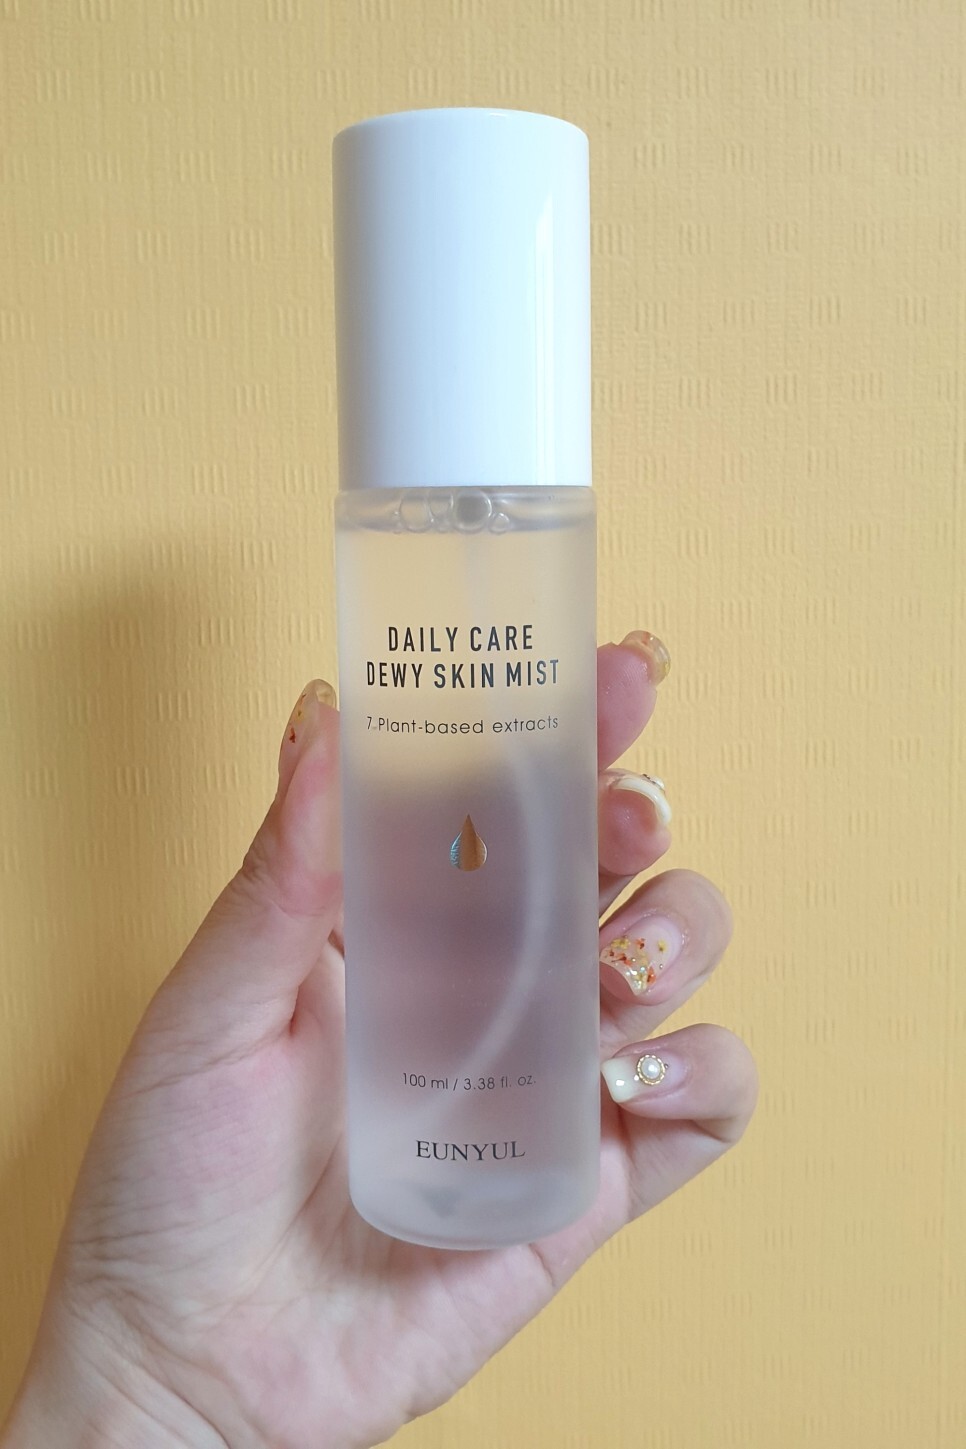 DAILY CARE
DEWY SKIN MIST
7 Plant-based extracts
100 ml / 3.38 fl. oz.
EUNYUL